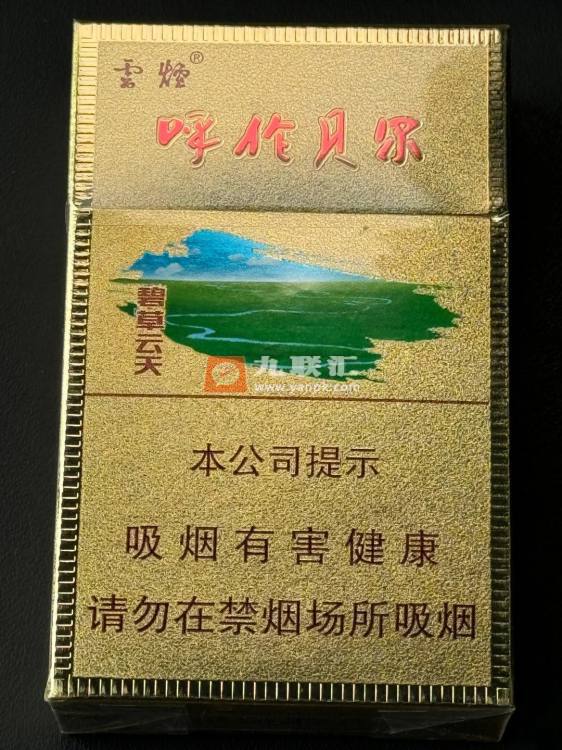 雲烟®
呼伦贝尔
碧草云天
九联汇
www.yanpk.com
本公司提示
吸烟有害健康
请勿在禁烟场所吸烟